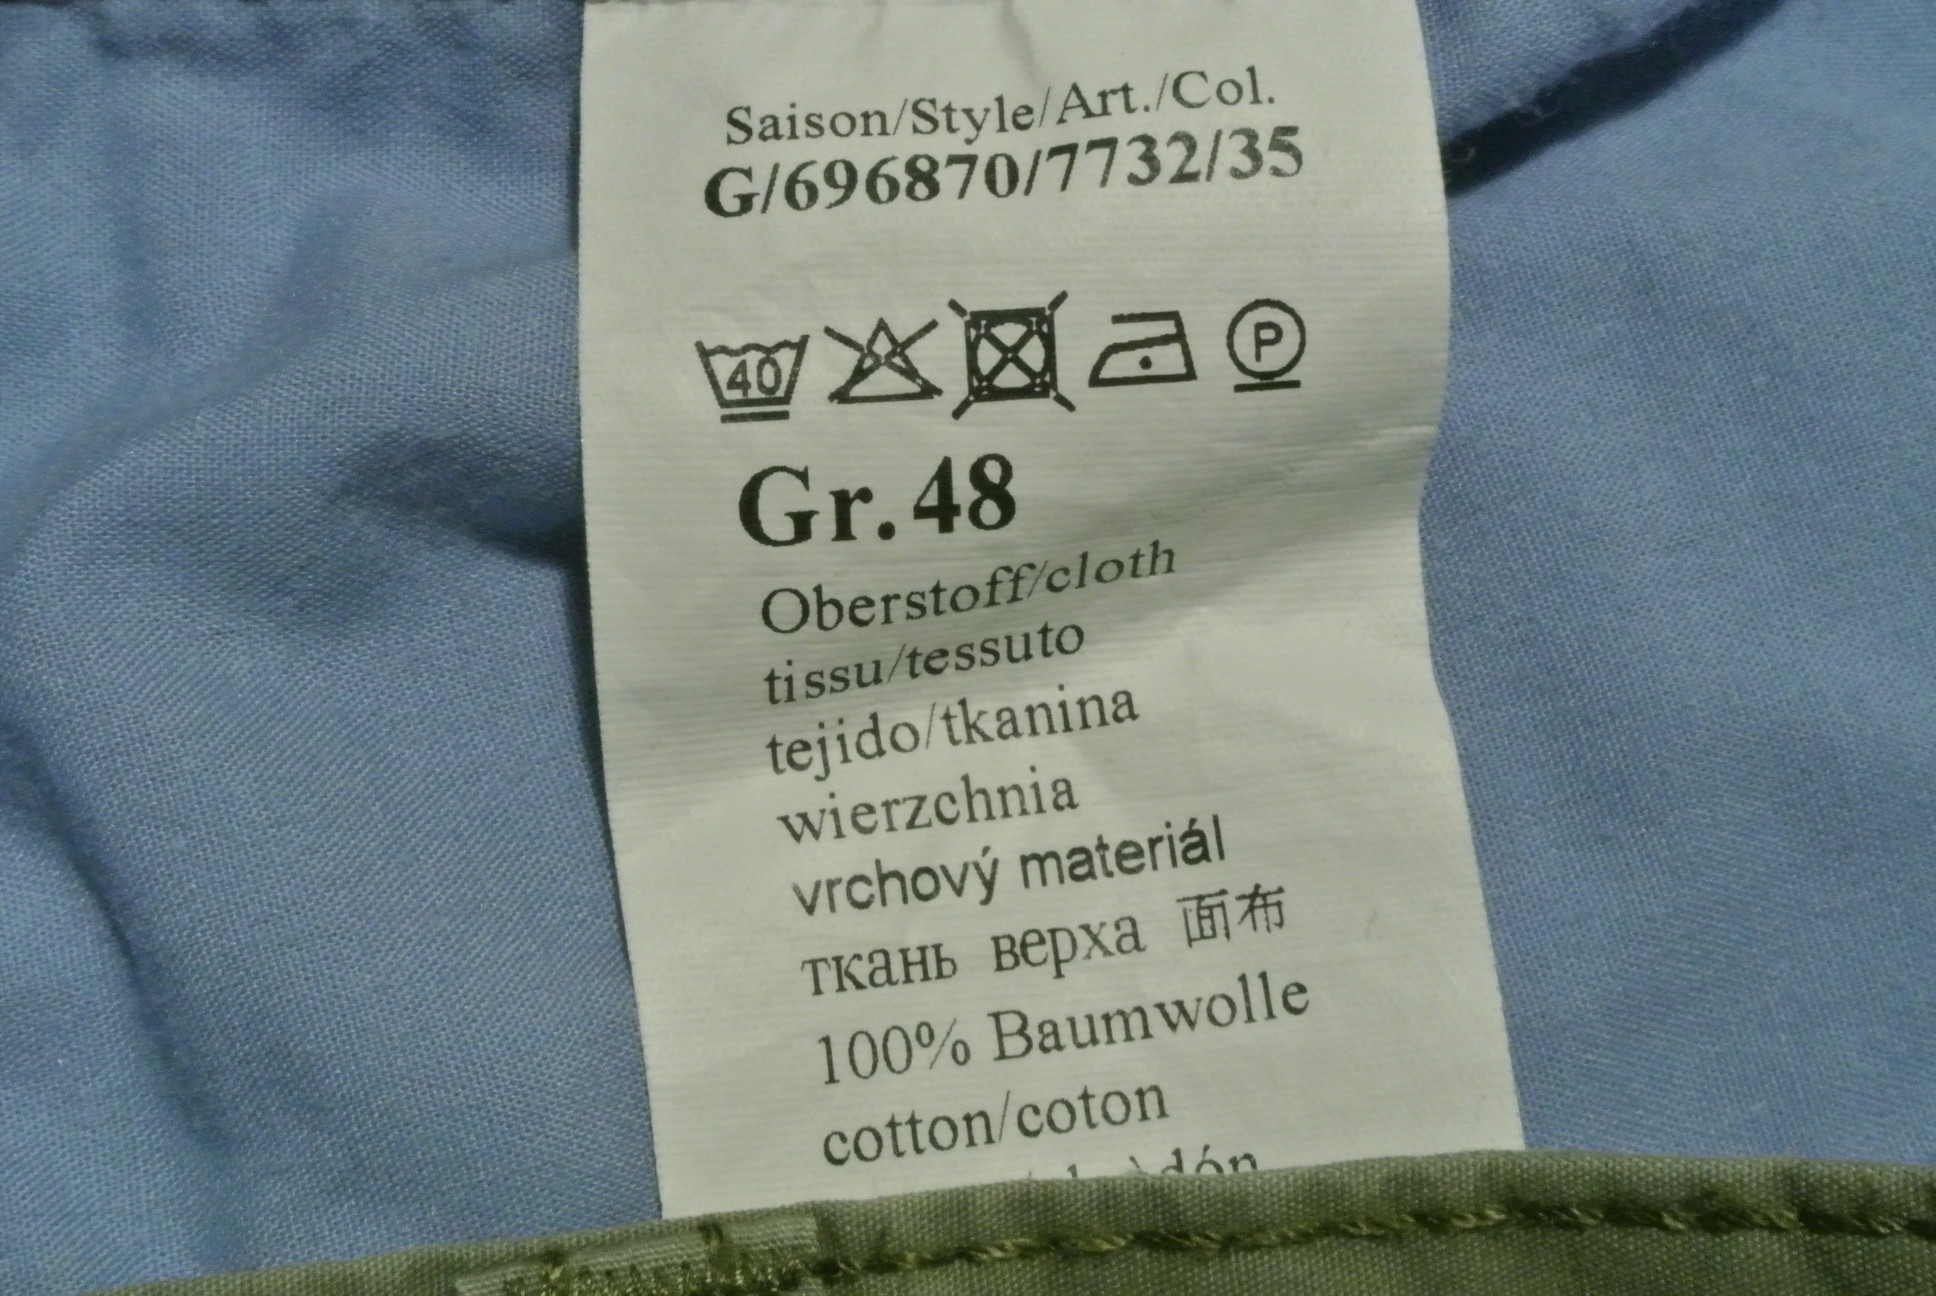 Saison/Style/Art./Col.
G/696870/7732/35
40 P
Gr.48
Oberstoff/cloth
tissu/tessuto
tejido/tkanina
wierzchnia
vrchový materiál
ткань верха 面布
100% Baumwolle
cotton/coton